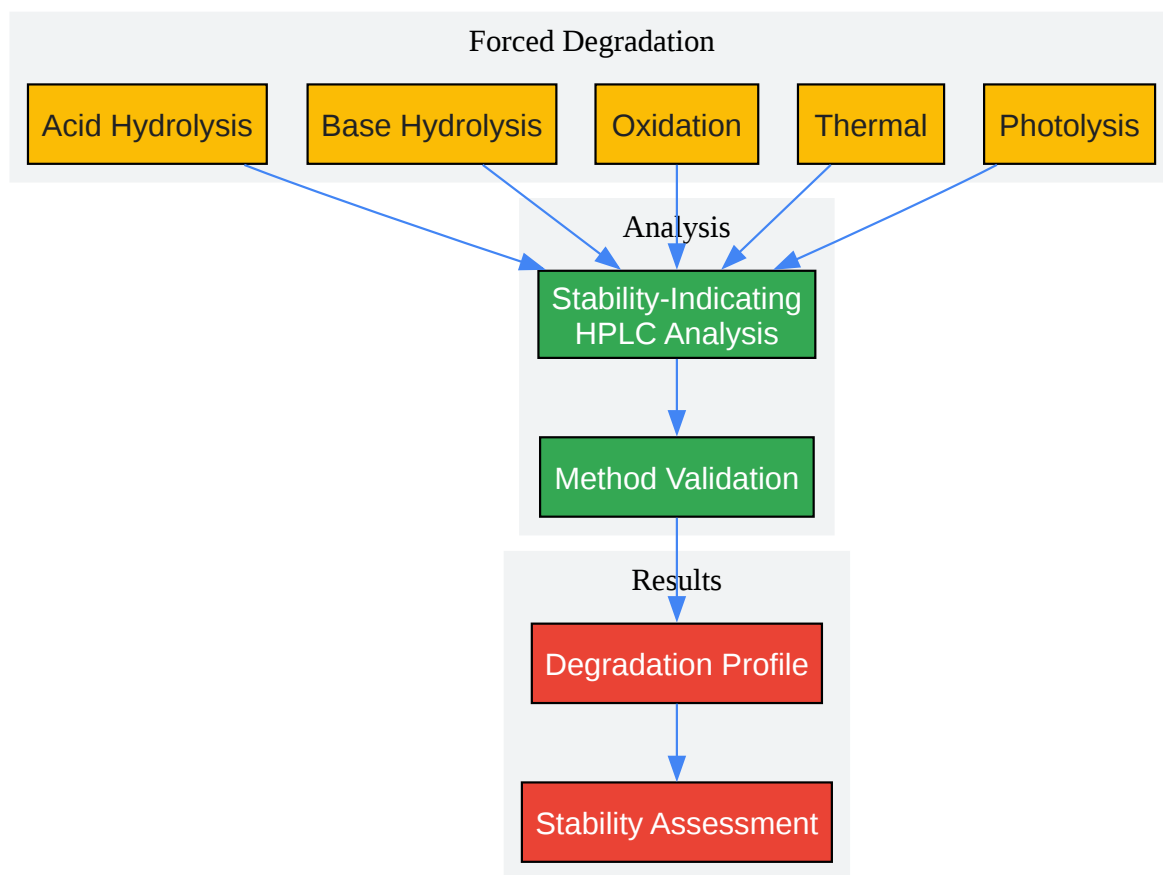 Forced Degradation
Acid Hydrolysis
Base Hydrolysis
Oxidation
Thermal
Photolysis
Analysis
Stability-Indicating
HPLC Analysis
Method Validation
Results
Degradation Profile
Stability Assessment